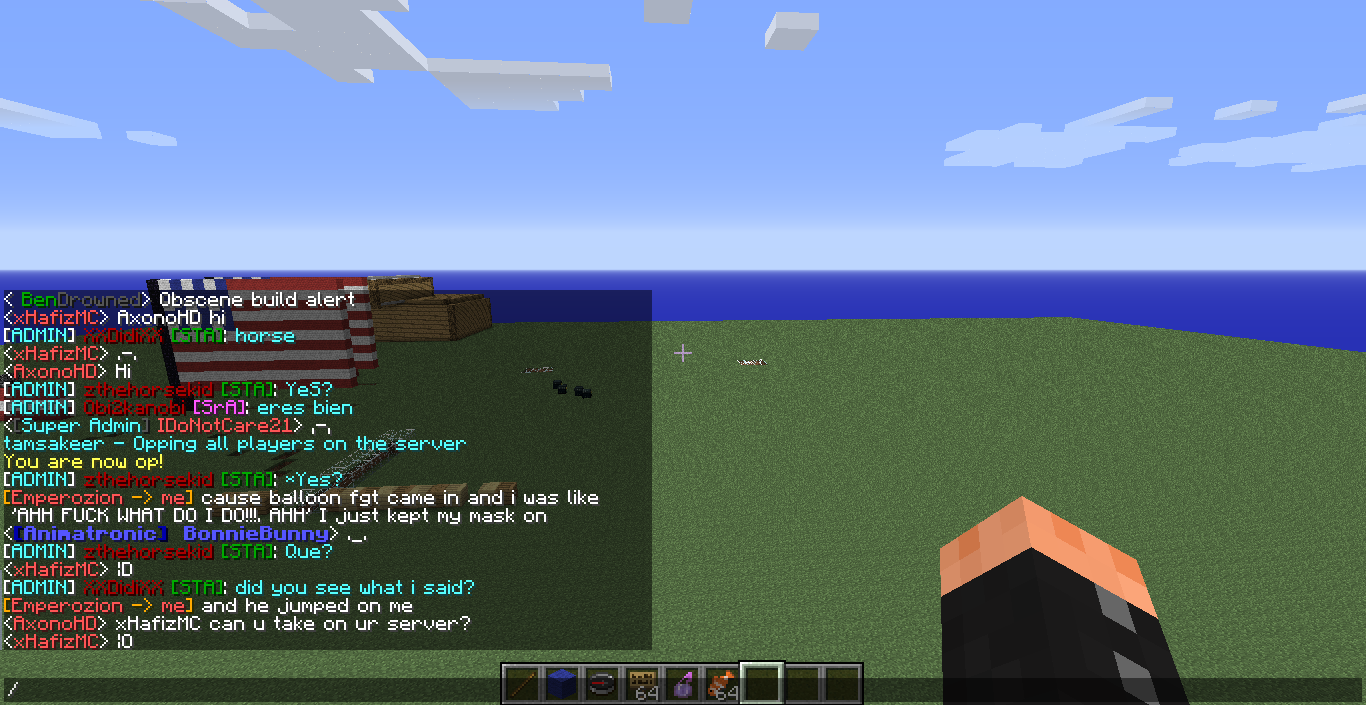 < BenDrowned> Obscene build alert
<xHafizMC> AxonoHD hi
[ADMIN] XXDidiXX [STA]: horse
<xHafizMC> .-.
<AxonoHD> Hi
[ADMIN] zthehorsekid [STA]: YeS?
[ADMIN] 0bi2kanobi [SrA]: eres bien
<[Super Admin] IDoNotCare21> ,-,
tamsakeer - Opping all players on the server
You are now op!
[ADMIN] zthehorsekid [STA]: *Yes?
[Emperozion -> me] cause balloon fgt came in and i was like
'AHH FUCK WHAT DO I DO!!!. AHH' I just kept my mask on
<[Animatronic] BonnieBunny> ._.
[ADMIN] zthehorsekid [STA]: Que?
<xHafizMC> |D
[ADMIN] XXDidiXX [STA]: did you see what i said?
[Emperozion -> me] and he jumped on me
<AxonoHD> xHafizMC can u take on ur server?
<xHafizMC> |O
64
64
/